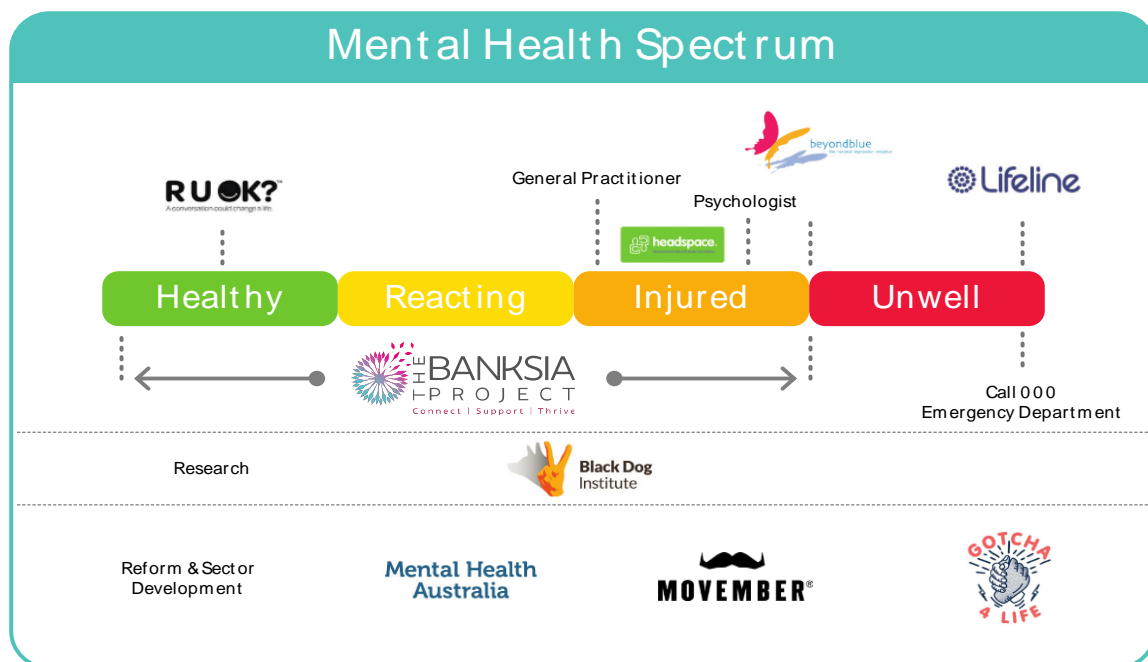 Mental Health Spectrum
beyondblue
General Practitioner
R U OK?™
A conversation could change a life.
Psychologist
Lifeline
headspace.
Healthy
Reacting
Injured
Unwell
THE BANKSIA PROJECT
Connect | Support | Thrive
Call 000
Emergency Department
Research
Black Dog
Institute
Reform & Sector
Development
Mental Health
Australia
MOVEMBER®
GOTCHA
4 LIFE